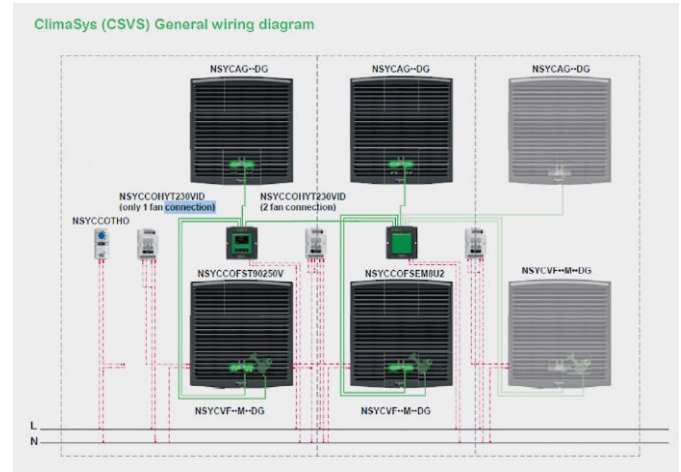 ClimaSys (CSVS) General wiring diagram
NSYCAG••DG
NSYCAG••DG
NSYCAG••DG
NSYCCOHYT230VID
(only 1 fan connection)
NSYCCOHYT230VID
(2 fan connection)
NSYCCOTHO
NSYCCOFST90250V
NSYCCOFSEM8U2
NSYCVF••M••DG
NSYCVF••M••DG
NSYCVF••M••DG
L
N